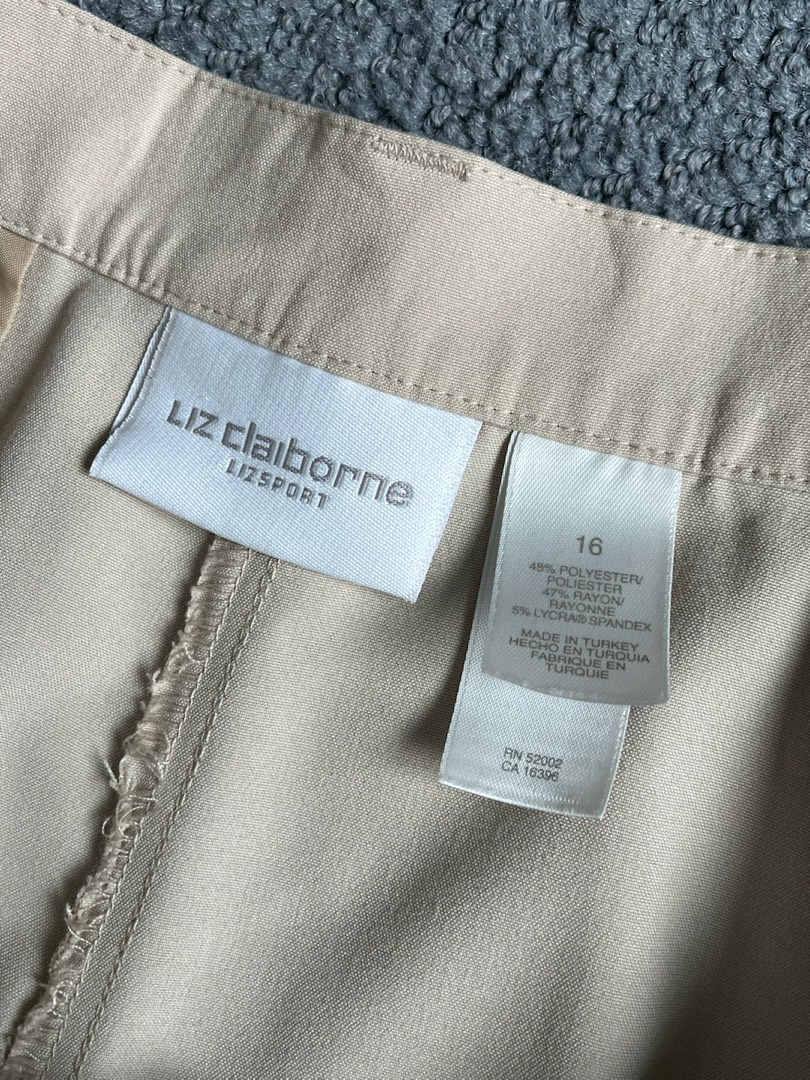 LIZ claiborne
LIZSPORT
16
48% POLYESTER/
POLIESTER
47% RAYON/
RAYONNE
5% LYCRA® SPANDEX
MADE IN TURKEY
HECHO EN TURQUIA
FABRIQUE EN
TURQUIE
RN 52002
CA 16396